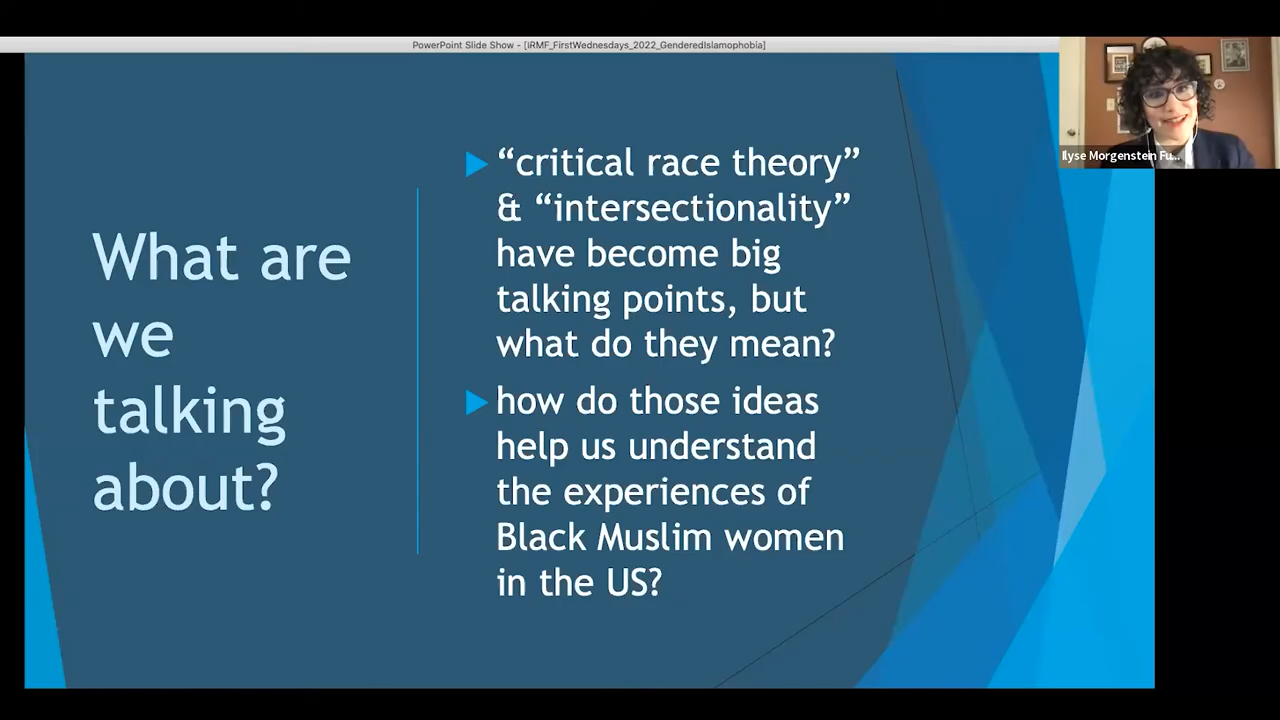 PowerPoint Slide Show - [IRMF_FirstWednesdays_2022_GenderedIslamophobia]
Ilyse Morgenstein Fu...
What are
we
talking
about?
“critical race theory”
& “intersectionality”
have become big
talking points, but
what do they mean?
how do those ideas
help us understand
the experiences of
Black Muslim women
in the US?